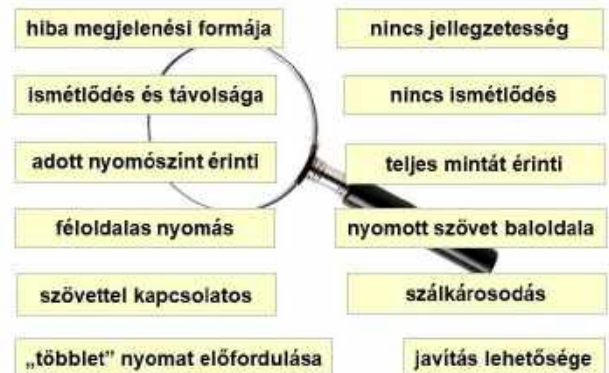 hiba megjelenési formája
nincs jellegzetesség
ismétlődés és távolsága
nincs ismétlődés
adott nyomószínt érinti
teljes mintát érinti
féloldalas nyomás
nyomott szövet baloldala
szövettel kapcsolatos
szálkárosodás
„többlet” nyomat előfordulása
javítás lehetősége